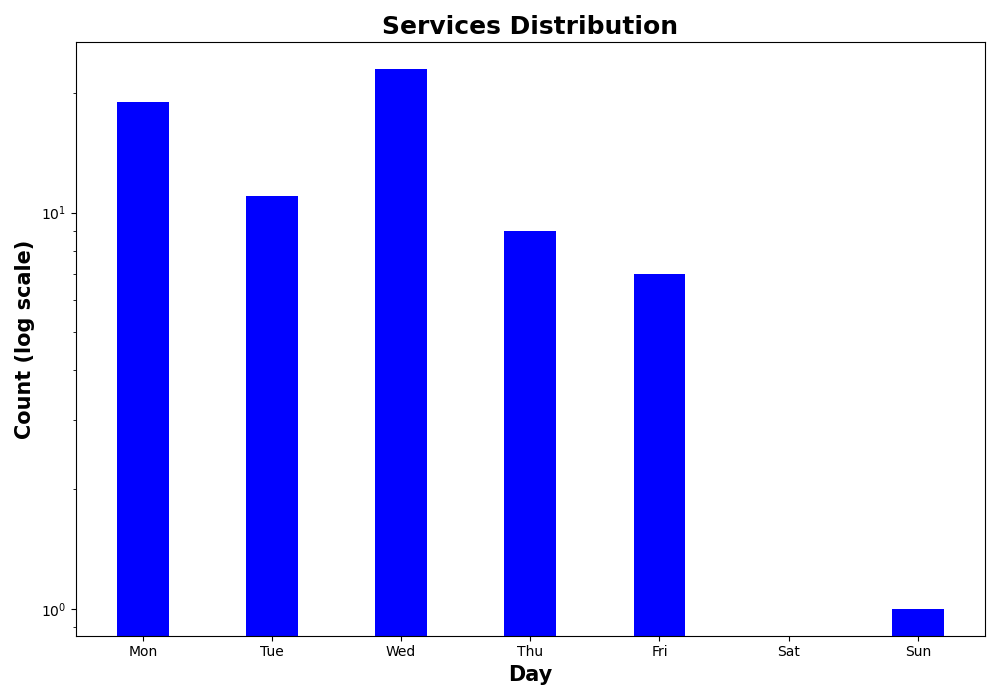 Services Distribution
Count (log scale)
10¹
10⁰
Mon Tue Wed Thu Fri Sat Sun
Day